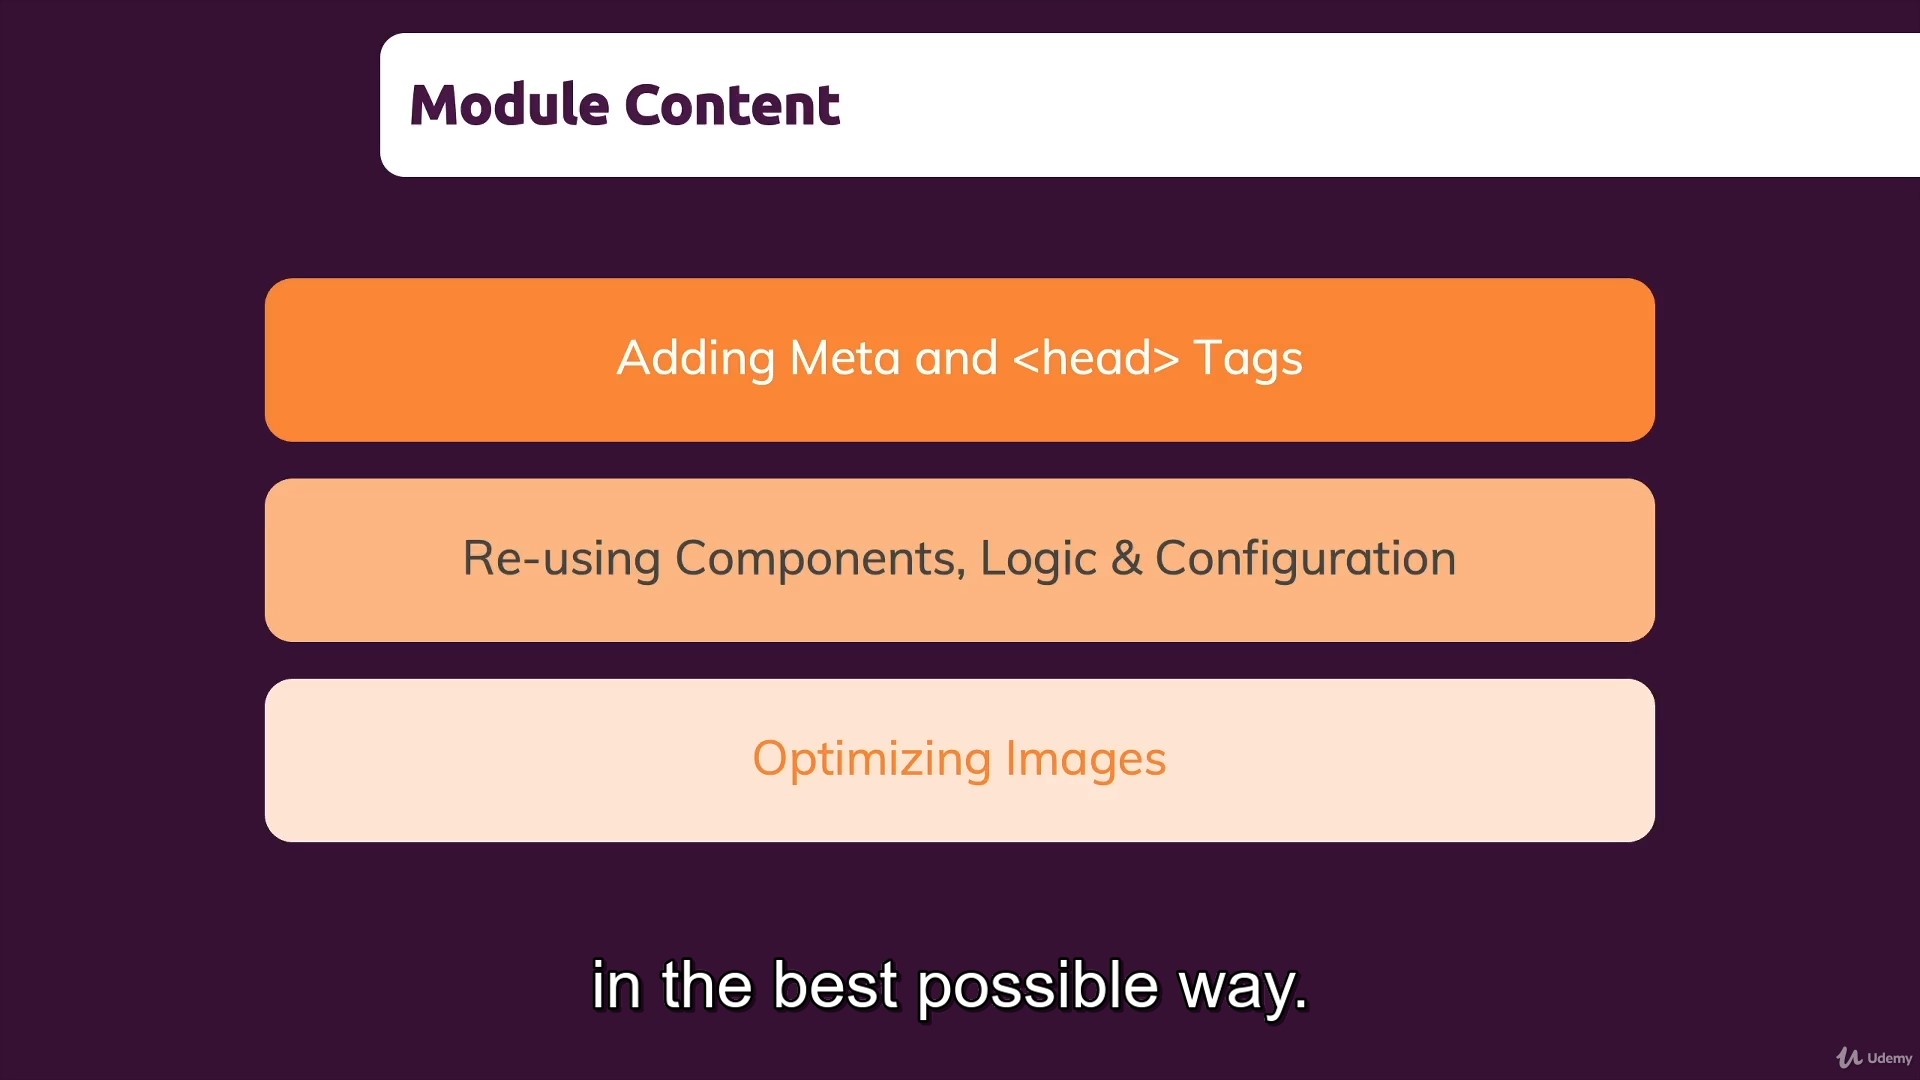 Module Content
Adding Meta and <head> Tags
Re-using Components, Logic & Configuration
Optimizing Images
in the best possible way.
Udemy